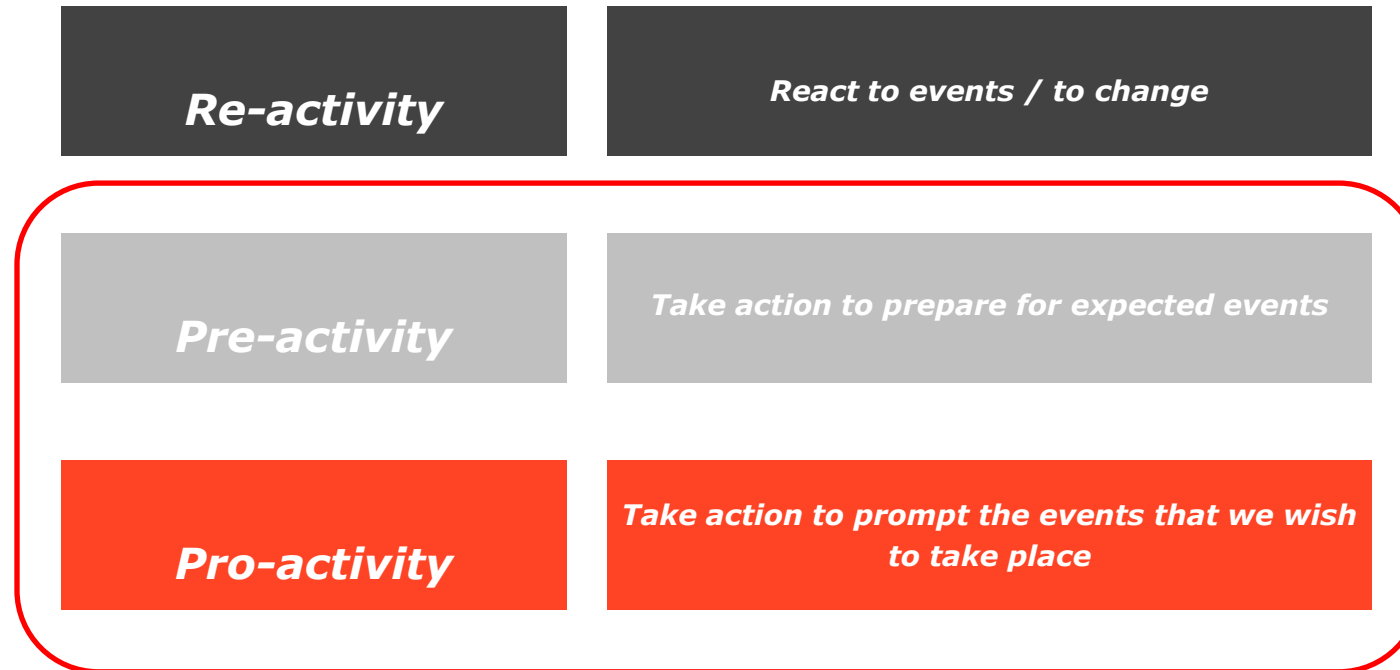 Re-activity
React to events / to change
Pre-activity
Take action to prepare for expected events
Pro-activity
Take action to prompt the events that we wish
to take place